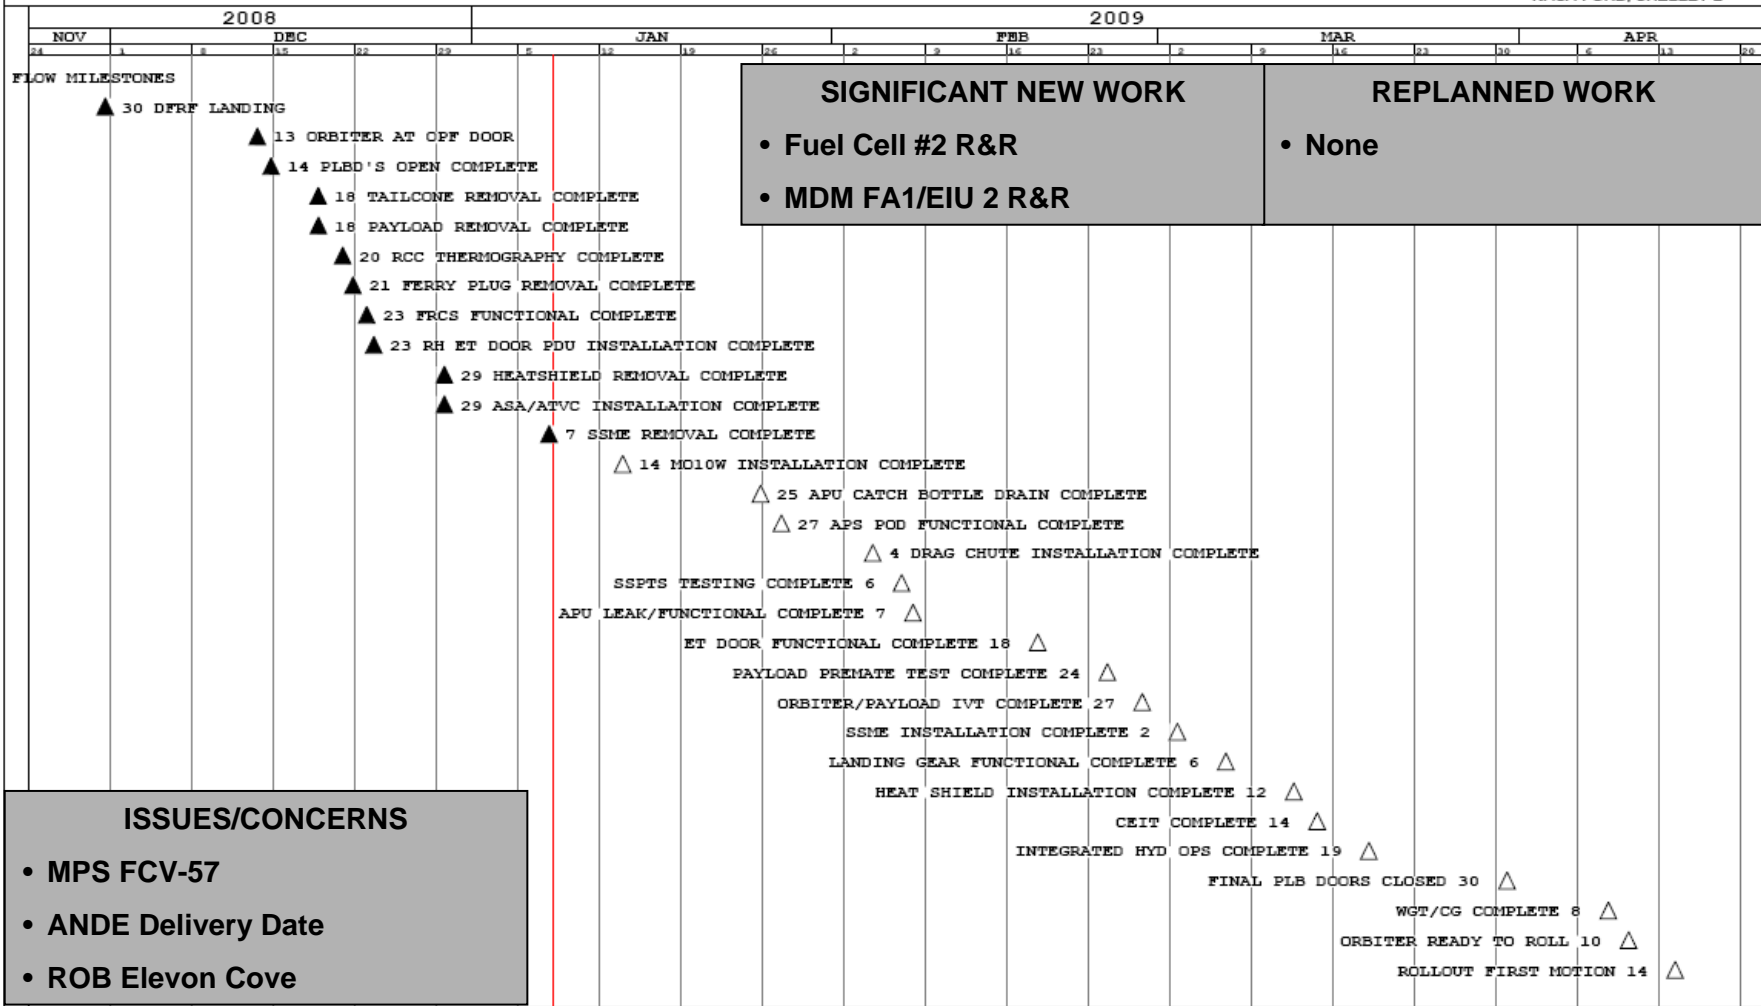 2008 2009
NOV DEC JAN FEB MAR APR
24 1 8 15 22 29 5 12 19 26 2 9 16 23 2 9 16 23 30 6 13 20
FLOW MILESTONES
30 DFRF LANDING
13 ORBITER AT OPF DOOR
14 PLBD'S OPEN COMPLETE
18 TAILCONE REMOVAL COMPLETE
18 PAYLOAD REMOVAL COMPLETE
20 RCC THERMOGRAPHY COMPLETE
21 FERRY PLUG REMOVAL COMPLETE
23 FRCS FUNCTIONAL COMPLETE
23 RH ET DOOR PDU INSTALLATION COMPLETE
29 HEATSHIELD REMOVAL COMPLETE
29 ASA/ATVC INSTALLATION COMPLETE
7 SSME REMOVAL COMPLETE
14 MO10W INSTALLATION COMPLETE
25 APU CATCH BOTTLE DRAIN COMPLETE
27 APS POD FUNCTIONAL COMPLETE
4 DRAG CHUTE INSTALLATION COMPLETE
SSPTS TESTING COMPLETE 6
APU LEAK/FUNCTIONAL COMPLETE 7
ET DOOR FUNCTIONAL COMPLETE 18
PAYLOAD PREMATE TEST COMPLETE 24
ORBITER/PAYLOAD IVT COMPLETE 27
SSME INSTALLATION COMPLETE 2
LANDING GEAR FUNCTIONAL COMPLETE 6
HEAT SHIELD INSTALLATION COMPLETE 12
CEIT COMPLETE 14
INTEGRATED HYD OPS COMPLETE 19
FINAL PLB DOORS CLOSED 30
WGT/CG COMPLETE 8
ORBITER READY TO ROLL 10
ROLLOUT FIRST MOTION 14
SIGNIFICANT NEW WORK
• Fuel Cell #2 R&R
• MDM FA1/EIU 2 R&R
REPLANNED WORK
• None
ISSUES/CONCERNS
• MPS FCV-57
• ANDE Delivery Date
• ROB Elevon Cove